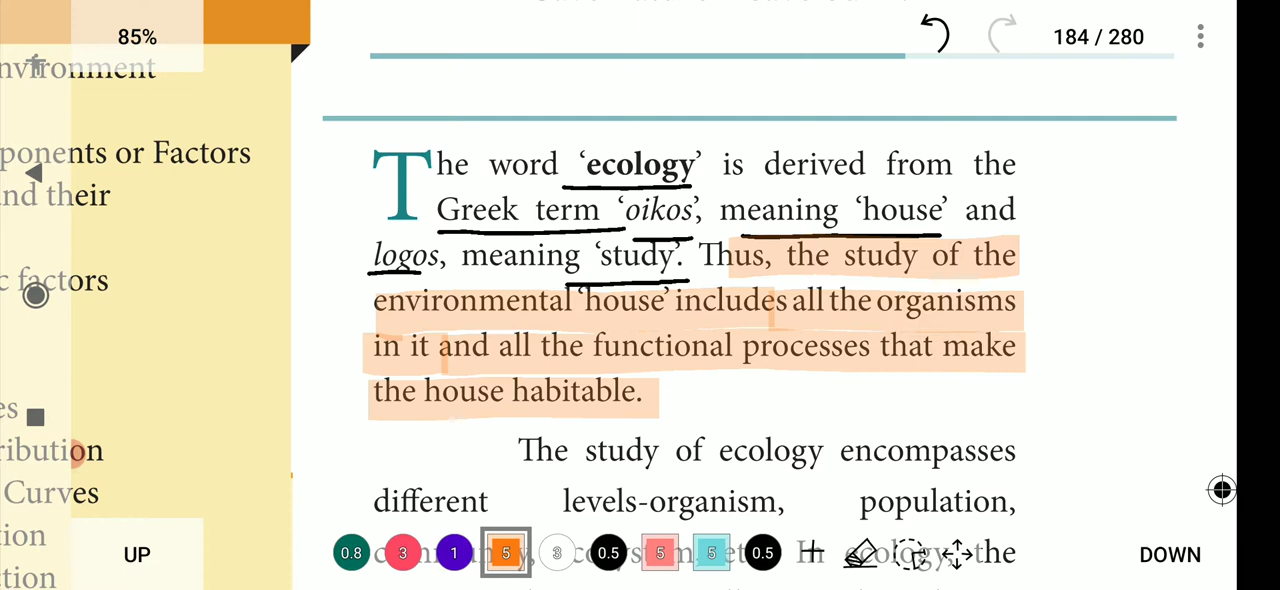 85%
184 / 280
nvironment
ponents or Factors
nd their
c factors
es
ribution
Curves
tion
ction
UP
The word ‘ecology’ is derived from the
Greek term ‘oikos’, meaning ‘house’ and
logos, meaning ‘study’. Thus, the study of the
environmental ‘house’ includes all the organisms
in it and all the functional processes that make
the house habitable.
The study of ecology encompasses
different levels-organism, population,
ecology, the
0.8 3 1 5 3 0.5 5 5 0.5
DOWN